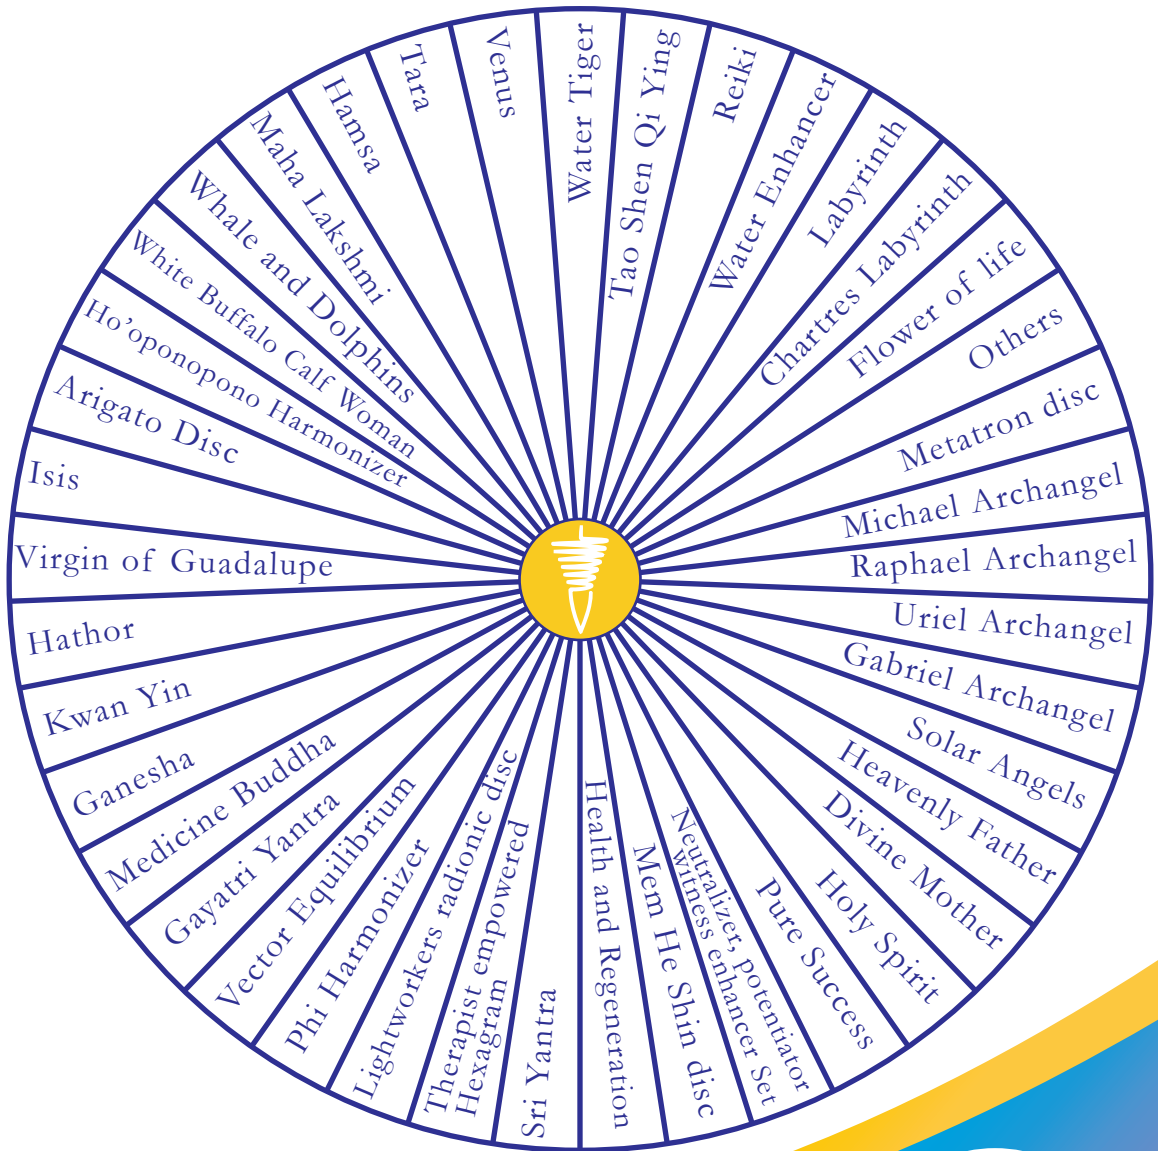 Water Tiger
Tao Shen Qi Ying
Reiki
Water Enhancer
Labyrinth
Chartres Labyrinth
Flower of life
Others
Metatron disc
Michael Archangel
Raphael Archangel
Uriel Archangel
Gabriel Archangel
Solar Angels
Heavenly Father
Divine Mother
Holy Spirit
Pure Success
Neutralizer, potentiator
witness enhancer Set
Mem He Shin disc
Health and Regeneration
Sri Yantra
Therapist empowered
Hexagram
Lightworkers radionic disc
Phi Harmonizer
Vector Equilibrium
Gayatri Yantra
Medicine Buddha
Ganesha
Kwan Yin
Hathor
Virgin of Guadalupe
Isis
Arigato Disc
Ho'oponopono Harmonizer
White Buffalo Calf Woman
Whale and Dolphins
Maha Lakshmi
Hamsa
Tara
Venus